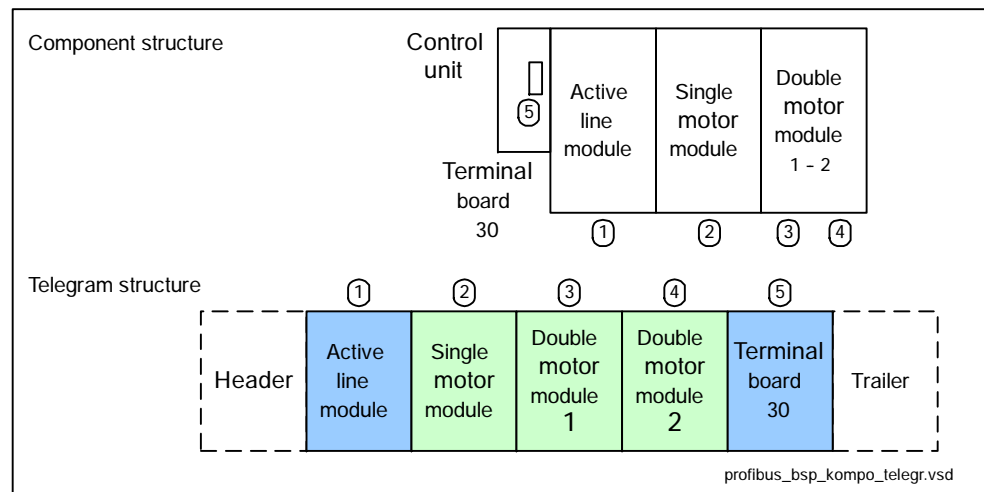 Component structure
Control
unit
5
Active
line
module
Single
motor
module
Double
motor
module
1 - 2
Terminal
board
30
1
2
3
4
Telegram structure
1
2
3
4
5
Header
Active
line
module
Single
motor
module
Double
motor
module
1
Double
motor
module
2
Terminal
board
30
Trailer
profibus_bsp_kompo_telegr.vsd